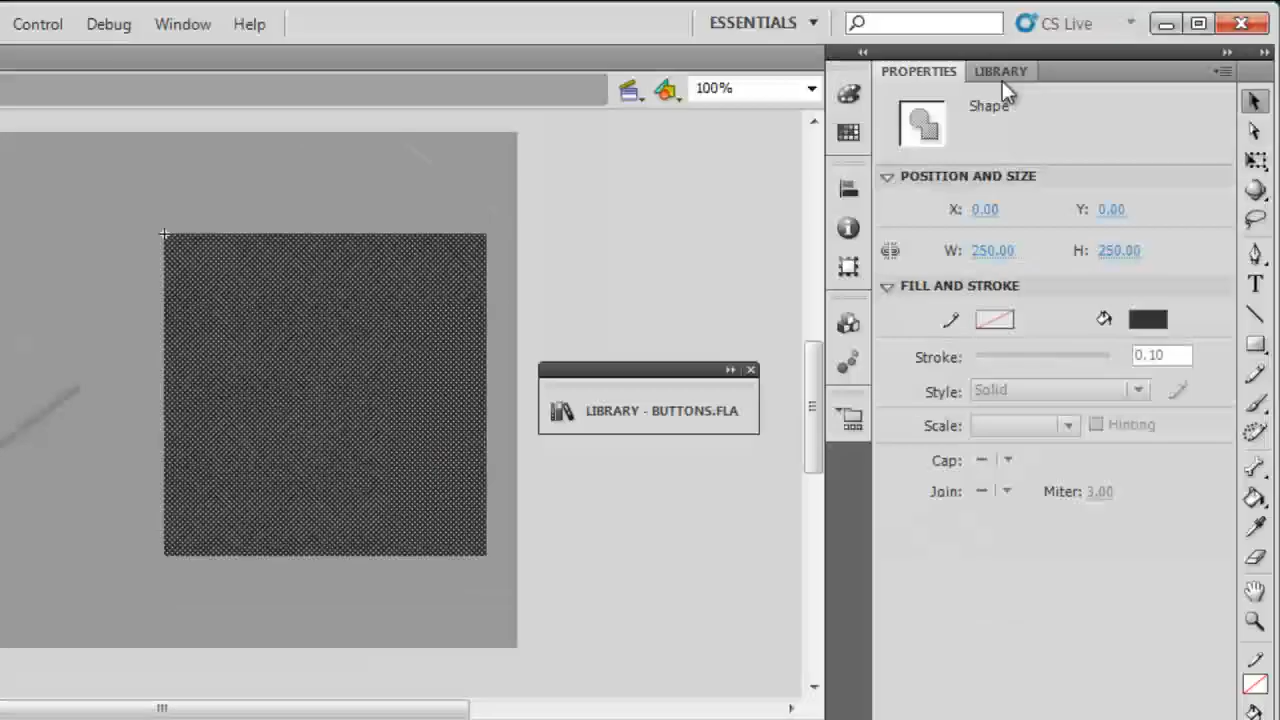 Control Debug Window Help
ESSENTIALS
CS Live
100%
PROPERTIES LIBRARY
Shape
POSITION AND SIZE
X: 0.00 Y: 0.00
W: 250.00 H: 250.00
FILL AND STROKE
Stroke: 0.10
Style: Solid
Scale: Hinting
Cap:
Join: Miter: 3.00
LIBRARY - BUTTONS.FLA